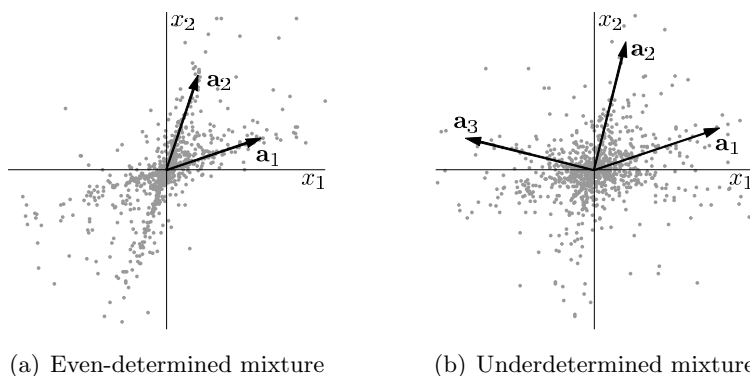 x₂
a₂
a₁
x₁
(a) Even-determined mixture
x₂
a₂
a₃
a₁
x₁
(b) Underdetermined mixture